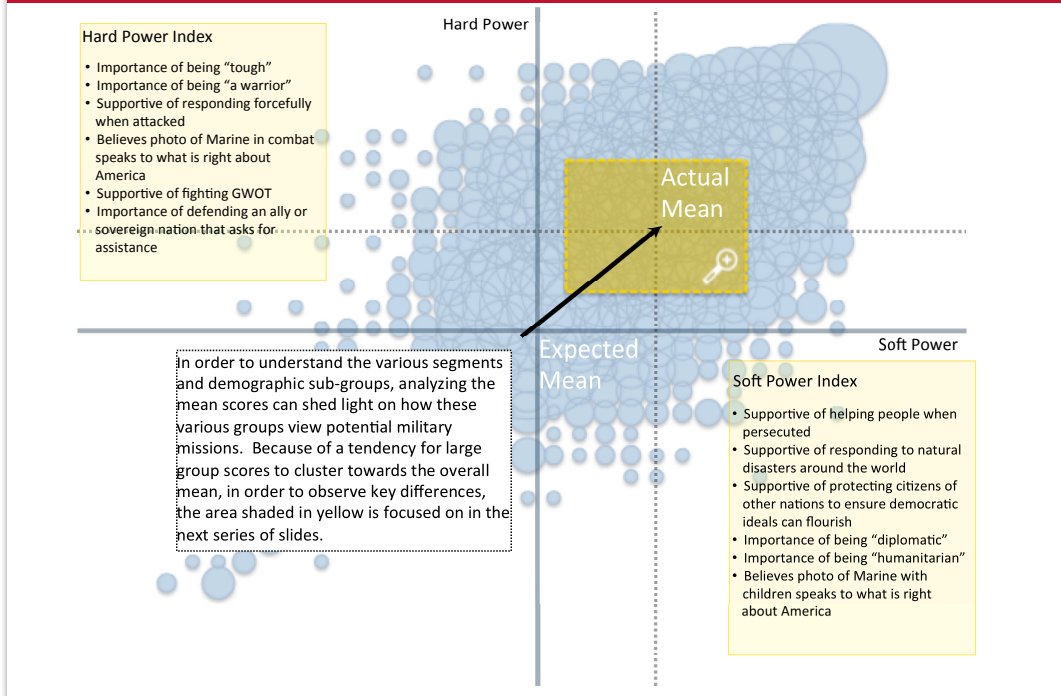 Hard Power
Hard Power Index
• Importance of being “tough”
• Importance of being “a warrior”
• Supportive of responding forcefully
when attacked
• Believes photo of Marine in combat
speaks to what is right about
America
• Supportive of fighting GWOT
• Importance of defending an ally or
sovereign nation that asks for
assistance
Actual
Mean
Expected
Mean
Soft Power
In order to understand the various segments
and demographic sub-groups, analyzing the
mean scores can shed light on how these
various groups view potential military
missions.  Because of a tendency for large
group scores to cluster towards the overall
mean, in order to observe key differences,
the area shaded in yellow is focused on in the
next series of slides.
Soft Power Index
• Supportive of helping people when
persecuted
• Supportive of responding to natural
disasters around the world
• Supportive of protecting citizens of
other nations to ensure democratic
ideals can flourish
• Importance of being “diplomatic”
• Importance of being “humanitarian”
• Believes photo of Marine with
children speaks to what is right
about America